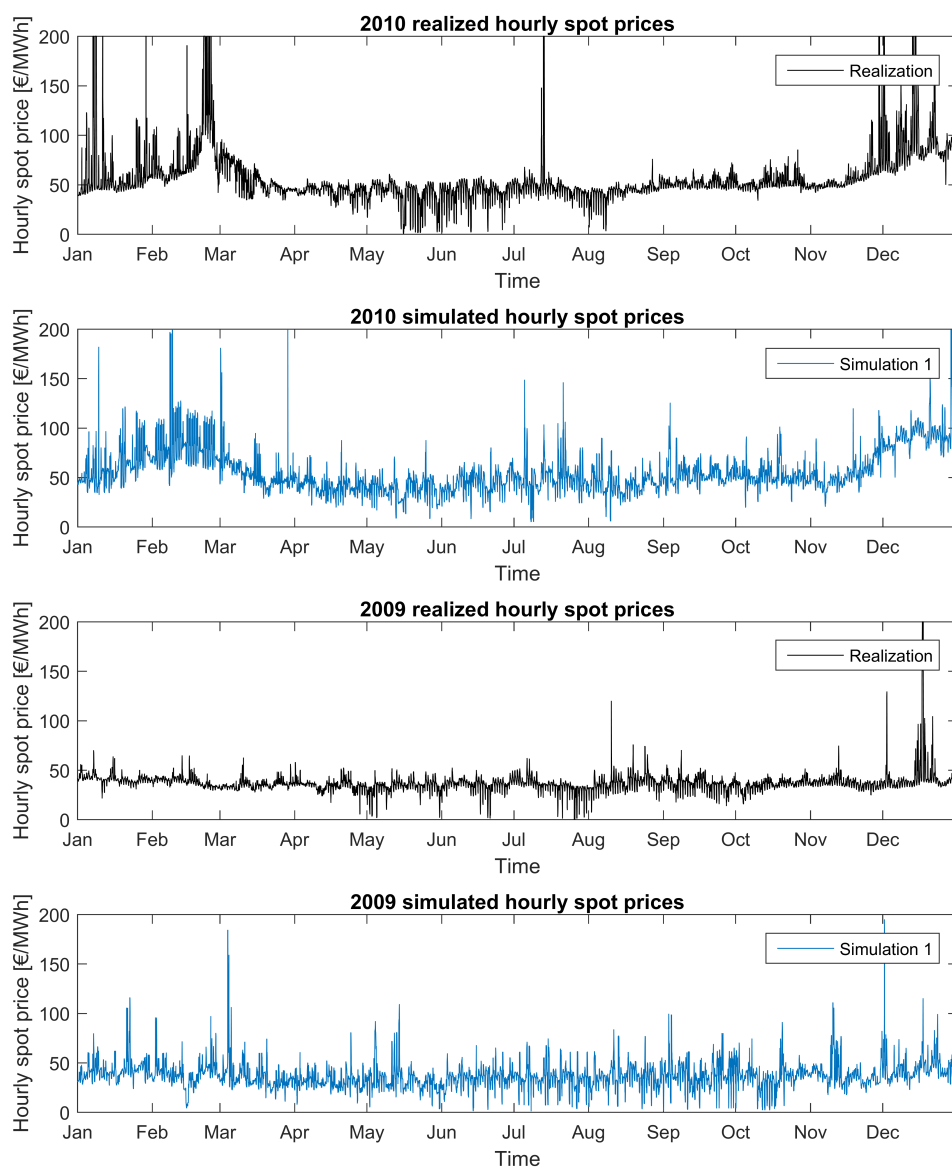 2010 realized hourly spot prices
Hourly spot price [€/MWh]
200
150
100
50
0
Realization
Jan Feb Mar Apr May Jun Jul Aug Sep Oct Nov Dec
Time
2010 simulated hourly spot prices
Hourly spot price [€/MWh]
200
150
100
50
0
Simulation 1
Jan Feb Mar Apr May Jun Jul Aug Sep Oct Nov Dec
Time
2009 realized hourly spot prices
Hourly spot price [€/MWh]
200
150
100
50
0
Realization
Jan Feb Mar Apr May Jun Jul Aug Sep Oct Nov Dec
Time
2009 simulated hourly spot prices
Hourly spot price [€/MWh]
200
150
100
50
0
Simulation 1
Jan Feb Mar Apr May Jun Jul Aug Sep Oct Nov Dec
Time